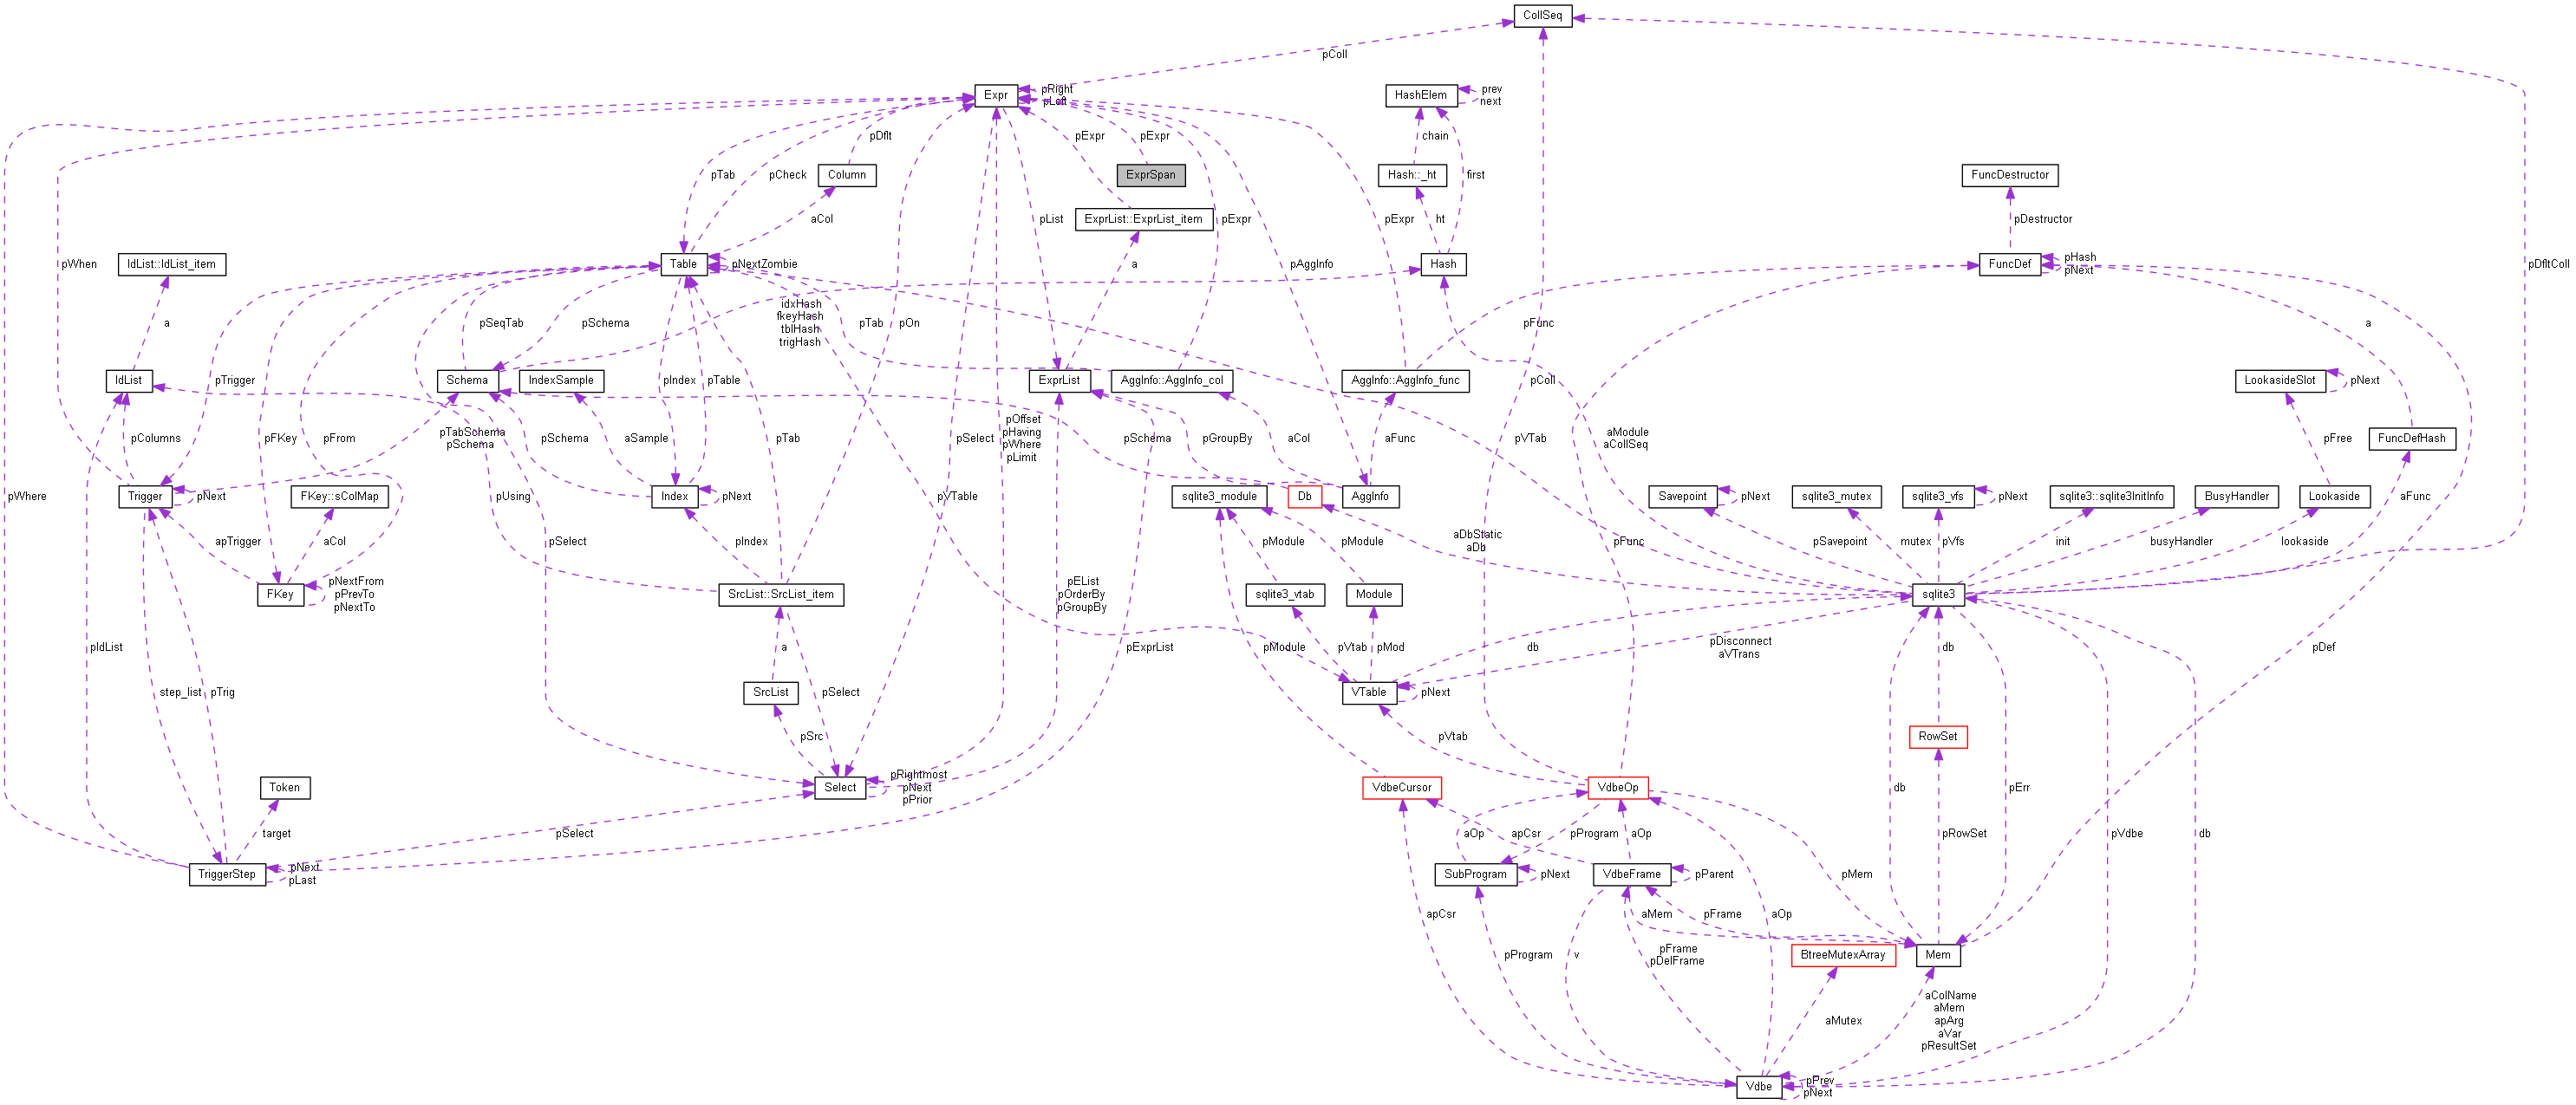 CollSeq
pColl
Expr
pRight
pLeft
HashElem
prev
next
pDflt
pExpr
pExpr
chain
pTab
pCheck
Column
ExprSpan
Hash::_ht
first
FuncDestructor
aCol
pList
ExprList::ExprList_item
pExpr
pExpr
ht
pDestructor
pWhen
IdList::IdList_item
Table
pNextZombie
a
pAggInfo
Hash
FuncDef
pHash
pNext
pDfltColl
idxHash
fkeyHash
tblHash
trigHash
a
pSeqTab
pSchema
pTab
pOn
pFunc
a
IdList
pTrigger
Schema
IndexSample
pIndex
pTable
ExprList
AggInfo::AggInfo_col
AggInfo::AggInfo_func
pColl
LookasideSlot
pNext
pColumns
pFKey
pFrom
pTabSchema
pSchema
pSchema
aSample
pTab
pSelect
pOffset
pHaving
pWhere
pLimit
pSchema
pGroupBy
aCol
aFunc
pVTab
aModule
aCollSeq
pFree
FuncDefHash
pWhere
Trigger
pNext
FKey::sColMap
pUsing
Index
pNext
pVTable
sqlite3_module
Db
AggInfo
Savepoint
pNext
sqlite3_mutex
sqlite3_vfs
pNext
sqlite3::sqlite3InitInfo
BusyHandler
Lookaside
aFunc
apTrigger
aCol
pSelect
pIndex
pModule
pModule
aDbStatic
aDb
pFunc
pSavepoint
mutex
pVfs
init
busyHandler
lookaside
FKey
pNextFrom
pPrevTo
pNextTo
SrcList::SrcList_item
pEList
pOrderBy
pGroupBy
sqlite3_vtab
Module
sqlite3
pIdList
a
pExprList
pModule
pVtab
pMod
db
pDisconnect
aVTrans
db
pDef
step_list
pTrig
SrcList
pSelect
VTable
pNext
pSrc
pVtab
RowSet
Token
Select
pRightmost
pNext
pPrior
VdbeCursor
VdbeOp
db
pErr
target
pSelect
aOp
apCsr
pProgram
aOp
pRowSet
pVdbe
db
TriggerStep
pNext
pLast
SubProgram
pNext
VdbeFrame
pParent
pMem
apCsr
aMem
pFrame
aOp
pProgram
v
pFrame
pDelFrame
BtreeMutexArray
Mem
aMutex
aColName
aMem
apArg
aVar
pResultSet
Vdbe
pPrev
pNext